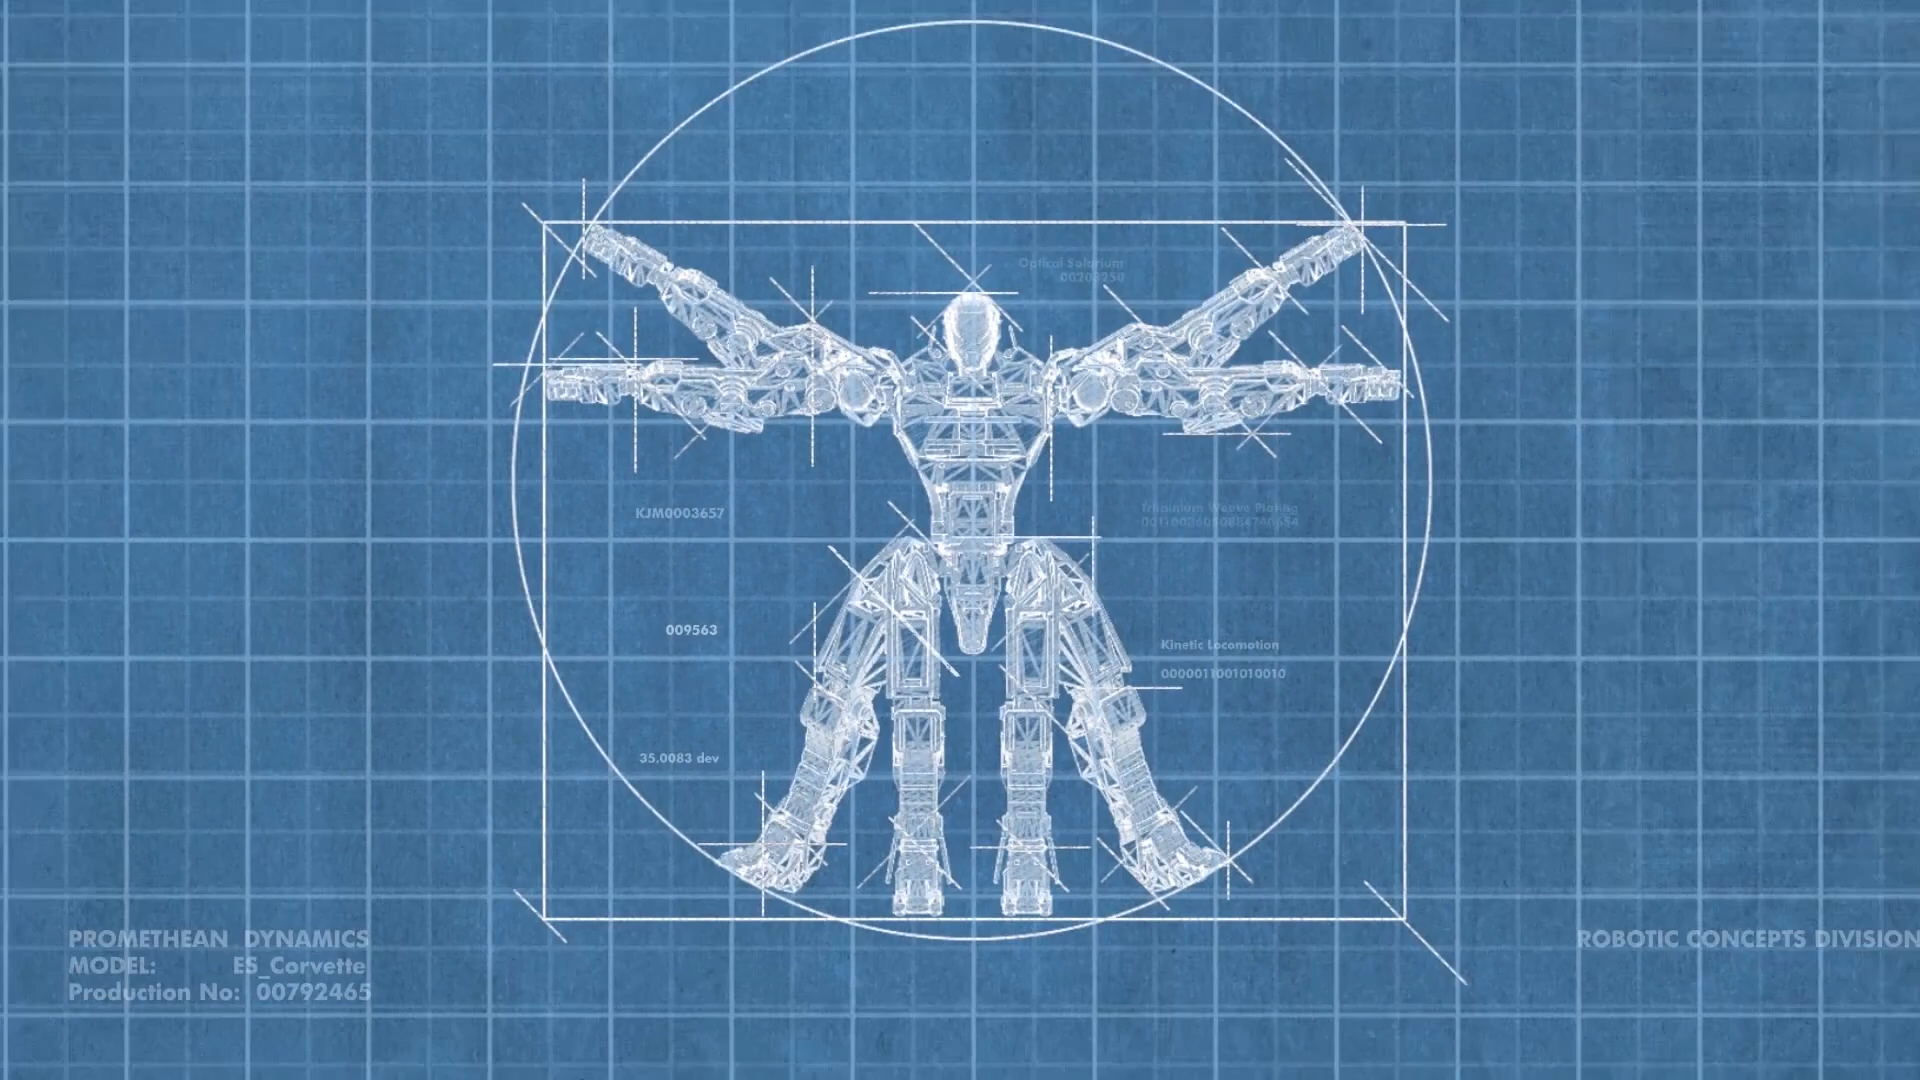 Optical Solarium
KJM0003657
009563
Kinetic Locomotion
0000011001010010
35.0083 dev
PROMETHEAN DYNAMICS
MODEL: ES_Corvette
Production No: 00792465
ROBOTIC CONCEPTS DIVISION